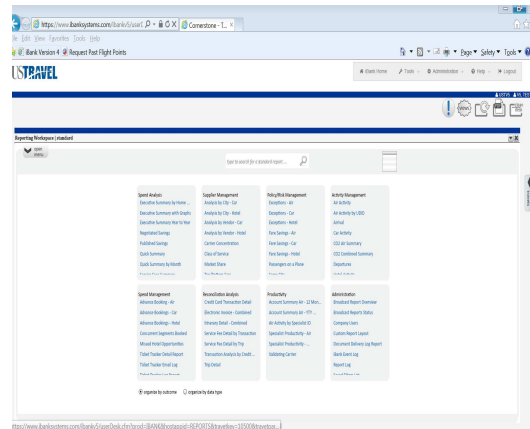 https://www.ibanksystems.com/ibankv5/userD
Cornerstone - T...
File Edit View Favorites Tools Help
iBank Version 4 Request Past Flight Points
Page Safety Tools
USTRAVEL
iBank Home Tools Administration Help Logout
Reporting Workspace | standard
open menu
type to search for a standard report ...
Spend Analysis
Executive Summary by Home ...
Executive Summary with Graphs
Executive Summary Year to Year
Negotiated Savings
Published Savings
Quick Summary
Quick Summary by Month
Supplier Management
Analysis by City - Car
Analysis by City - Hotel
Analysis by Vendor - Car
Analysis by Vendor - Hotel
Carrier Concentration
Class of Service
Market Share
Policy/Risk Management
Exceptions - Air
Exceptions - Car
Exceptions - Hotel
Fare Savings - Air
Fare Savings - Car
Fare Savings - Hotel
Passengers on a Plane
Activity Management
Air Activity
Air Activity by UDID
Arrival
Car Activity
CO2 Air Summary
CO2 Combined Summary
Departures
Spend Management
Advance Booking - Air
Advance Bookings - Car
Advance Bookings - Hotel
Concurrent Segments Booked
Missed Hotel Opportunities
Ticket Tracker Detail Report
Ticket Tracker Email Log
Reconciliation Analysis
Credit Card Transaction Detail
Electronic Invoice - Combined
Itinerary Detail - Combined
Service Fee Detail by Transaction
Service Fee Detail by Trip
Transaction Analysis by Credit ...
Trip Detail
Productivity
Account Summary Air - 12 Mon...
Account Summary Air - YTY ...
Air Activity by Specialist ID
Specialist Productivity - All
Specialist Productivity - ...
Validating Carrier
Administration
Broadcast Report Overview
Broadcast Reports Status
Company Users
Custom Report Layout
Document Delivery Log Report
iBank Event Log
Report Log
organize by outcome organize by data type